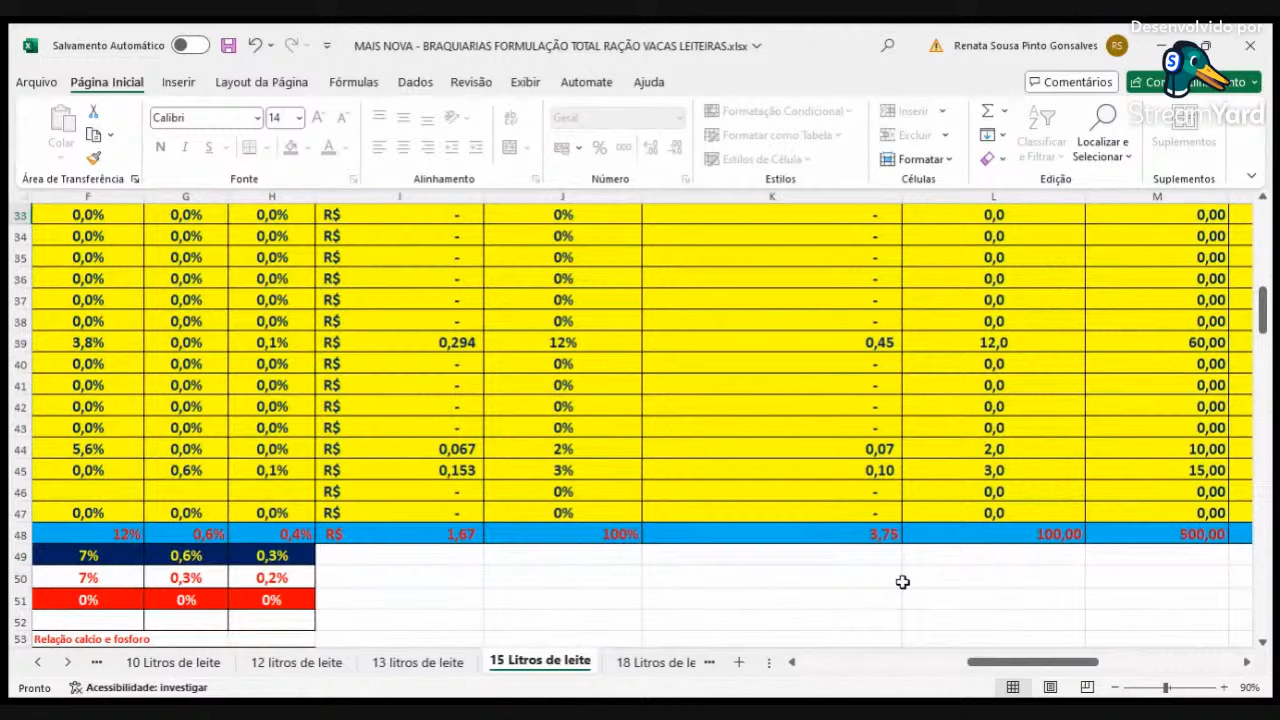 Desenvolvido por
Salvamento Automático
MAIS NOVA - BRAQUIARIAS FORMULAÇÃO TOTAL RAÇÃO VACAS LEITEIRAS.xlsx
Renata Sousa Pinto Gonsalves RS
Arquivo Página Inicial Inserir Layout da Página Fórmulas Dados Revisão Exibir Automate Ajuda
Comentários
StreamYard
Colar
Calibri 14
N I S
Geral
Formatação Condicional
Formatar como Tabela
Estilos de Célula
Inserir
Excluir
Formatar
Classificar e Filtrar
Localizar e Selecionar
Suplementos
Área de Transferência Fonte Alinhamento Número Estilos Células Edição Suplementos
F G H I J K L M
33 0,0% 0,0% 0,0% R$ - 0% - 0,0 0,00
34 0,0% 0,0% 0,0% R$ - 0% - 0,0 0,00
35 0,0% 0,0% 0,0% R$ - 0% - 0,0 0,00
36 0,0% 0,0% 0,0% R$ - 0% - 0,0 0,00
37 0,0% 0,0% 0,0% R$ - 0% - 0,0 0,00
38 0,0% 0,0% 0,0% R$ - 0% - 0,0 0,00
39 3,8% 0,0% 0,1% R$ 0,294 12% 0,45 12,0 60,00
40 0,0% 0,0% 0,0% R$ - 0% - 0,0 0,00
41 0,0% 0,0% 0,0% R$ - 0% - 0,0 0,00
42 0,0% 0,0% 0,0% R$ - 0% - 0,0 0,00
43 0,0% 0,0% 0,0% R$ - 0% - 0,0 0,00
44 5,6% 0,0% 0,0% R$ 0,067 2% 0,07 2,0 10,00
45 0,0% 0,6% 0,1% R$ 0,153 3% 0,10 3,0 15,00
46 R$ - 0% - 0,0 0,00
47 0,0% 0,0% 0,0% R$ - 0% - 0,0 0,00
48 12% 0,6% 0,4% R$ 1,67 100% 3,75 100,00 500,00
49 7% 0,6% 0,3%
50 7% 0,3% 0,2%
51 0% 0% 0%
52
53 Relação calcio e fosforo
10 Litros de leite 12 litros de leite 13 litros de leite 15 Litros de leite 18 Litros de le
Pronto Acessibilidade: investigar 90%